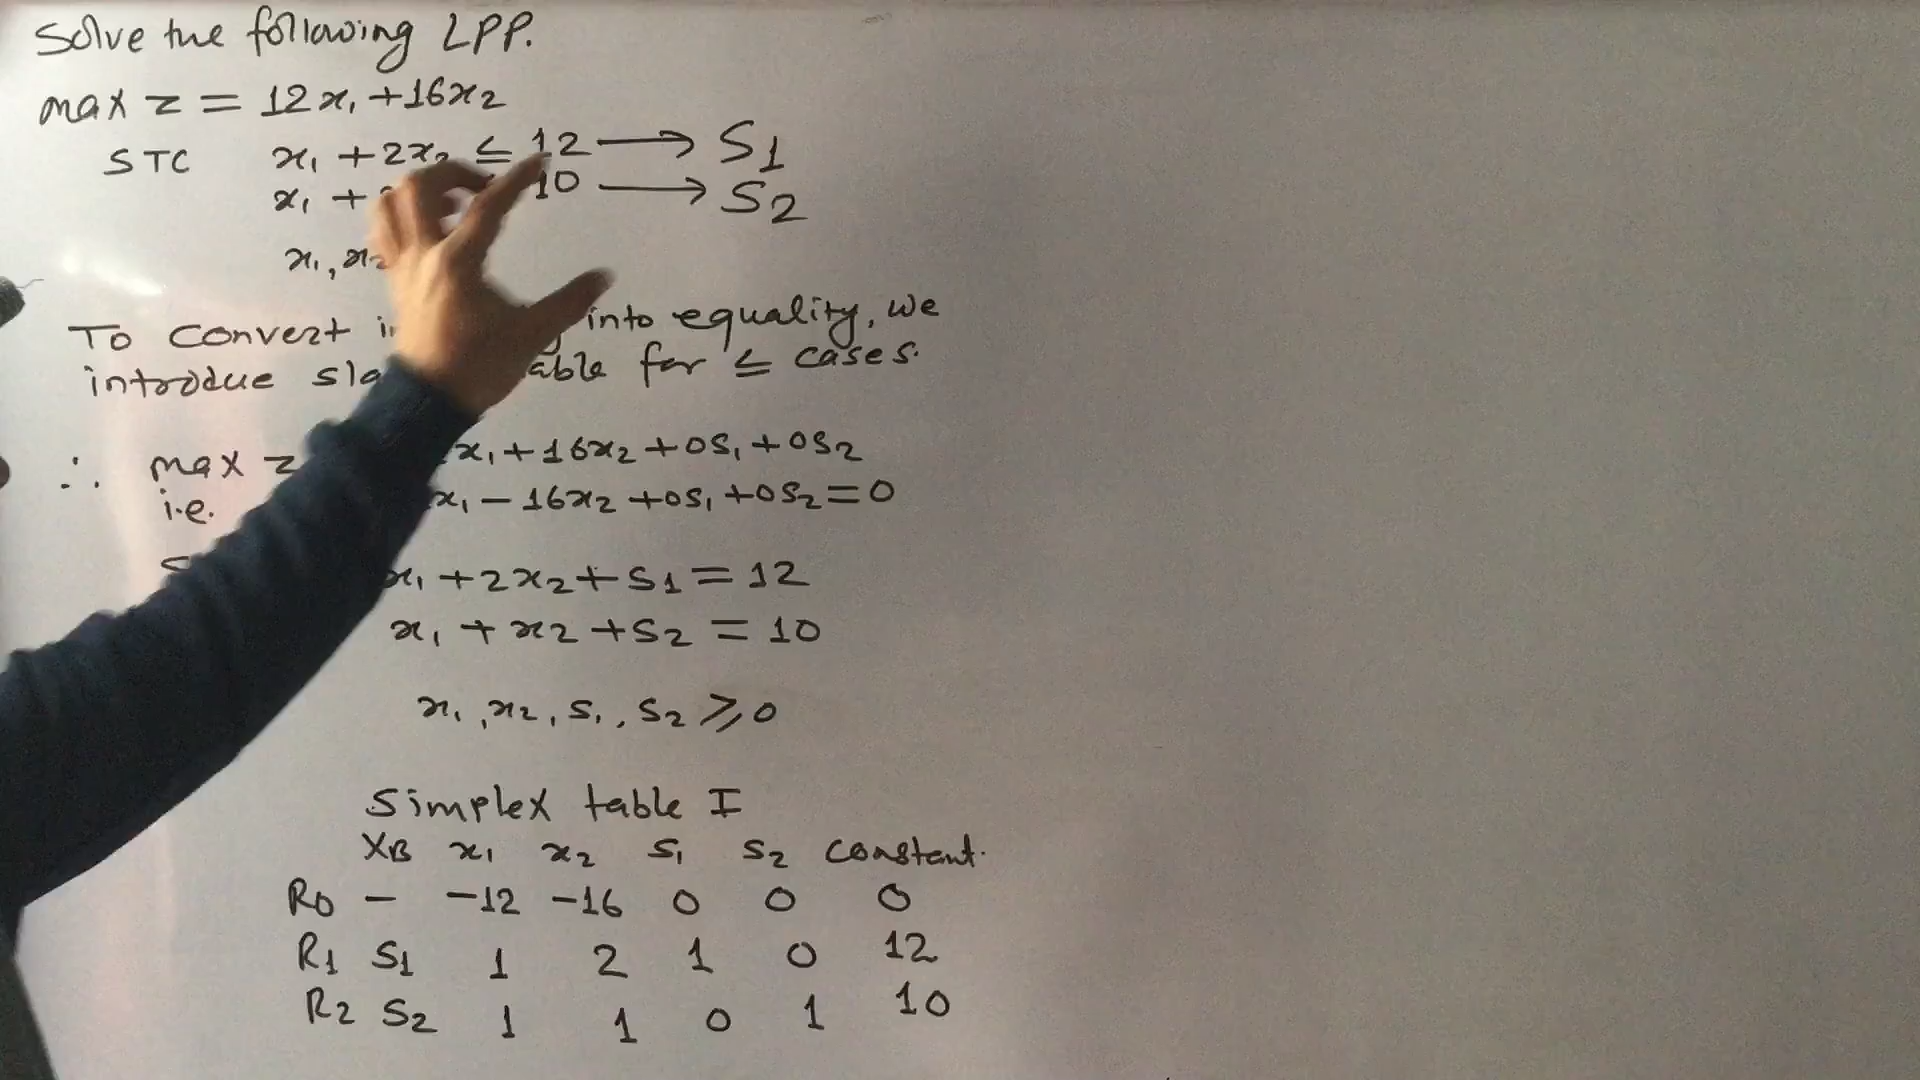 Solve the following LPP.
max z = 12x₁ + 16x₂
STC x₁ + 2x₂ ≤ 12 ⟶ S1
x₁ + 10 ⟶ S2
x₁, x₂
To convert into equality, we
introdue for ≤ cases.
∴ max z x₁ + 16x₂ + 0s₁ + 0s₂
i.e. x₁ − 16x₂ + 0s₁ + 0s₂ = 0
x₁ + 2x₂ + S1 = 12
x₁ + x₂ + S₂ = 10
x₁, x₂, s₁, s₂ ≥ 0
Simplex table I
XB x₁ x₂ s₁ s₂ constant.
R0 − −12 −16 0 0 0
R1 S1 1 2 1 0 12
R2 S2 1 1 0 1 10